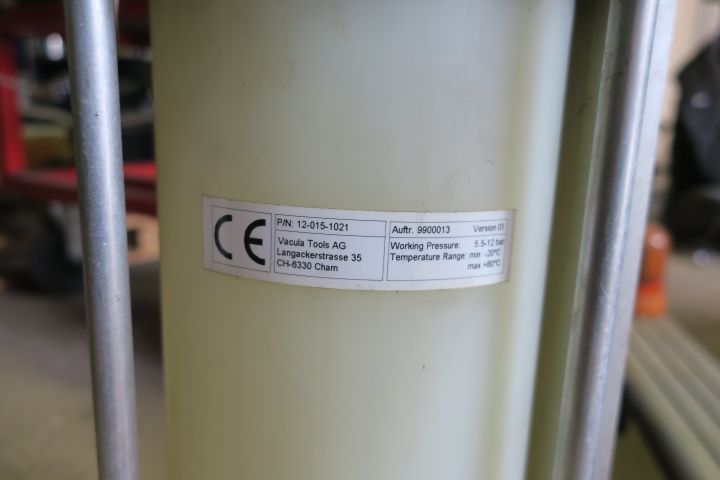 CE
P/N: 12-015-1021
Vacula Tools AG
Langackerstrasse 35
CH-6330 Cham
Auftr. 9900013 Version 01
Working Pressure: 5.5-12 bar
Temperature Range: min -20°C
max +80°C